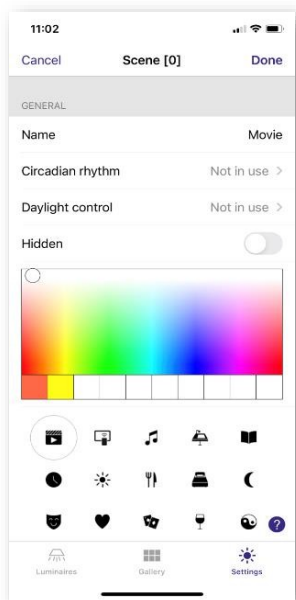 11:02
Cancel Scene [0] Done
GENERAL
Name Movie
Circadian rhythm Not in use >
Daylight control Not in use >
Hidden
?
Luminaires Gallery Settings